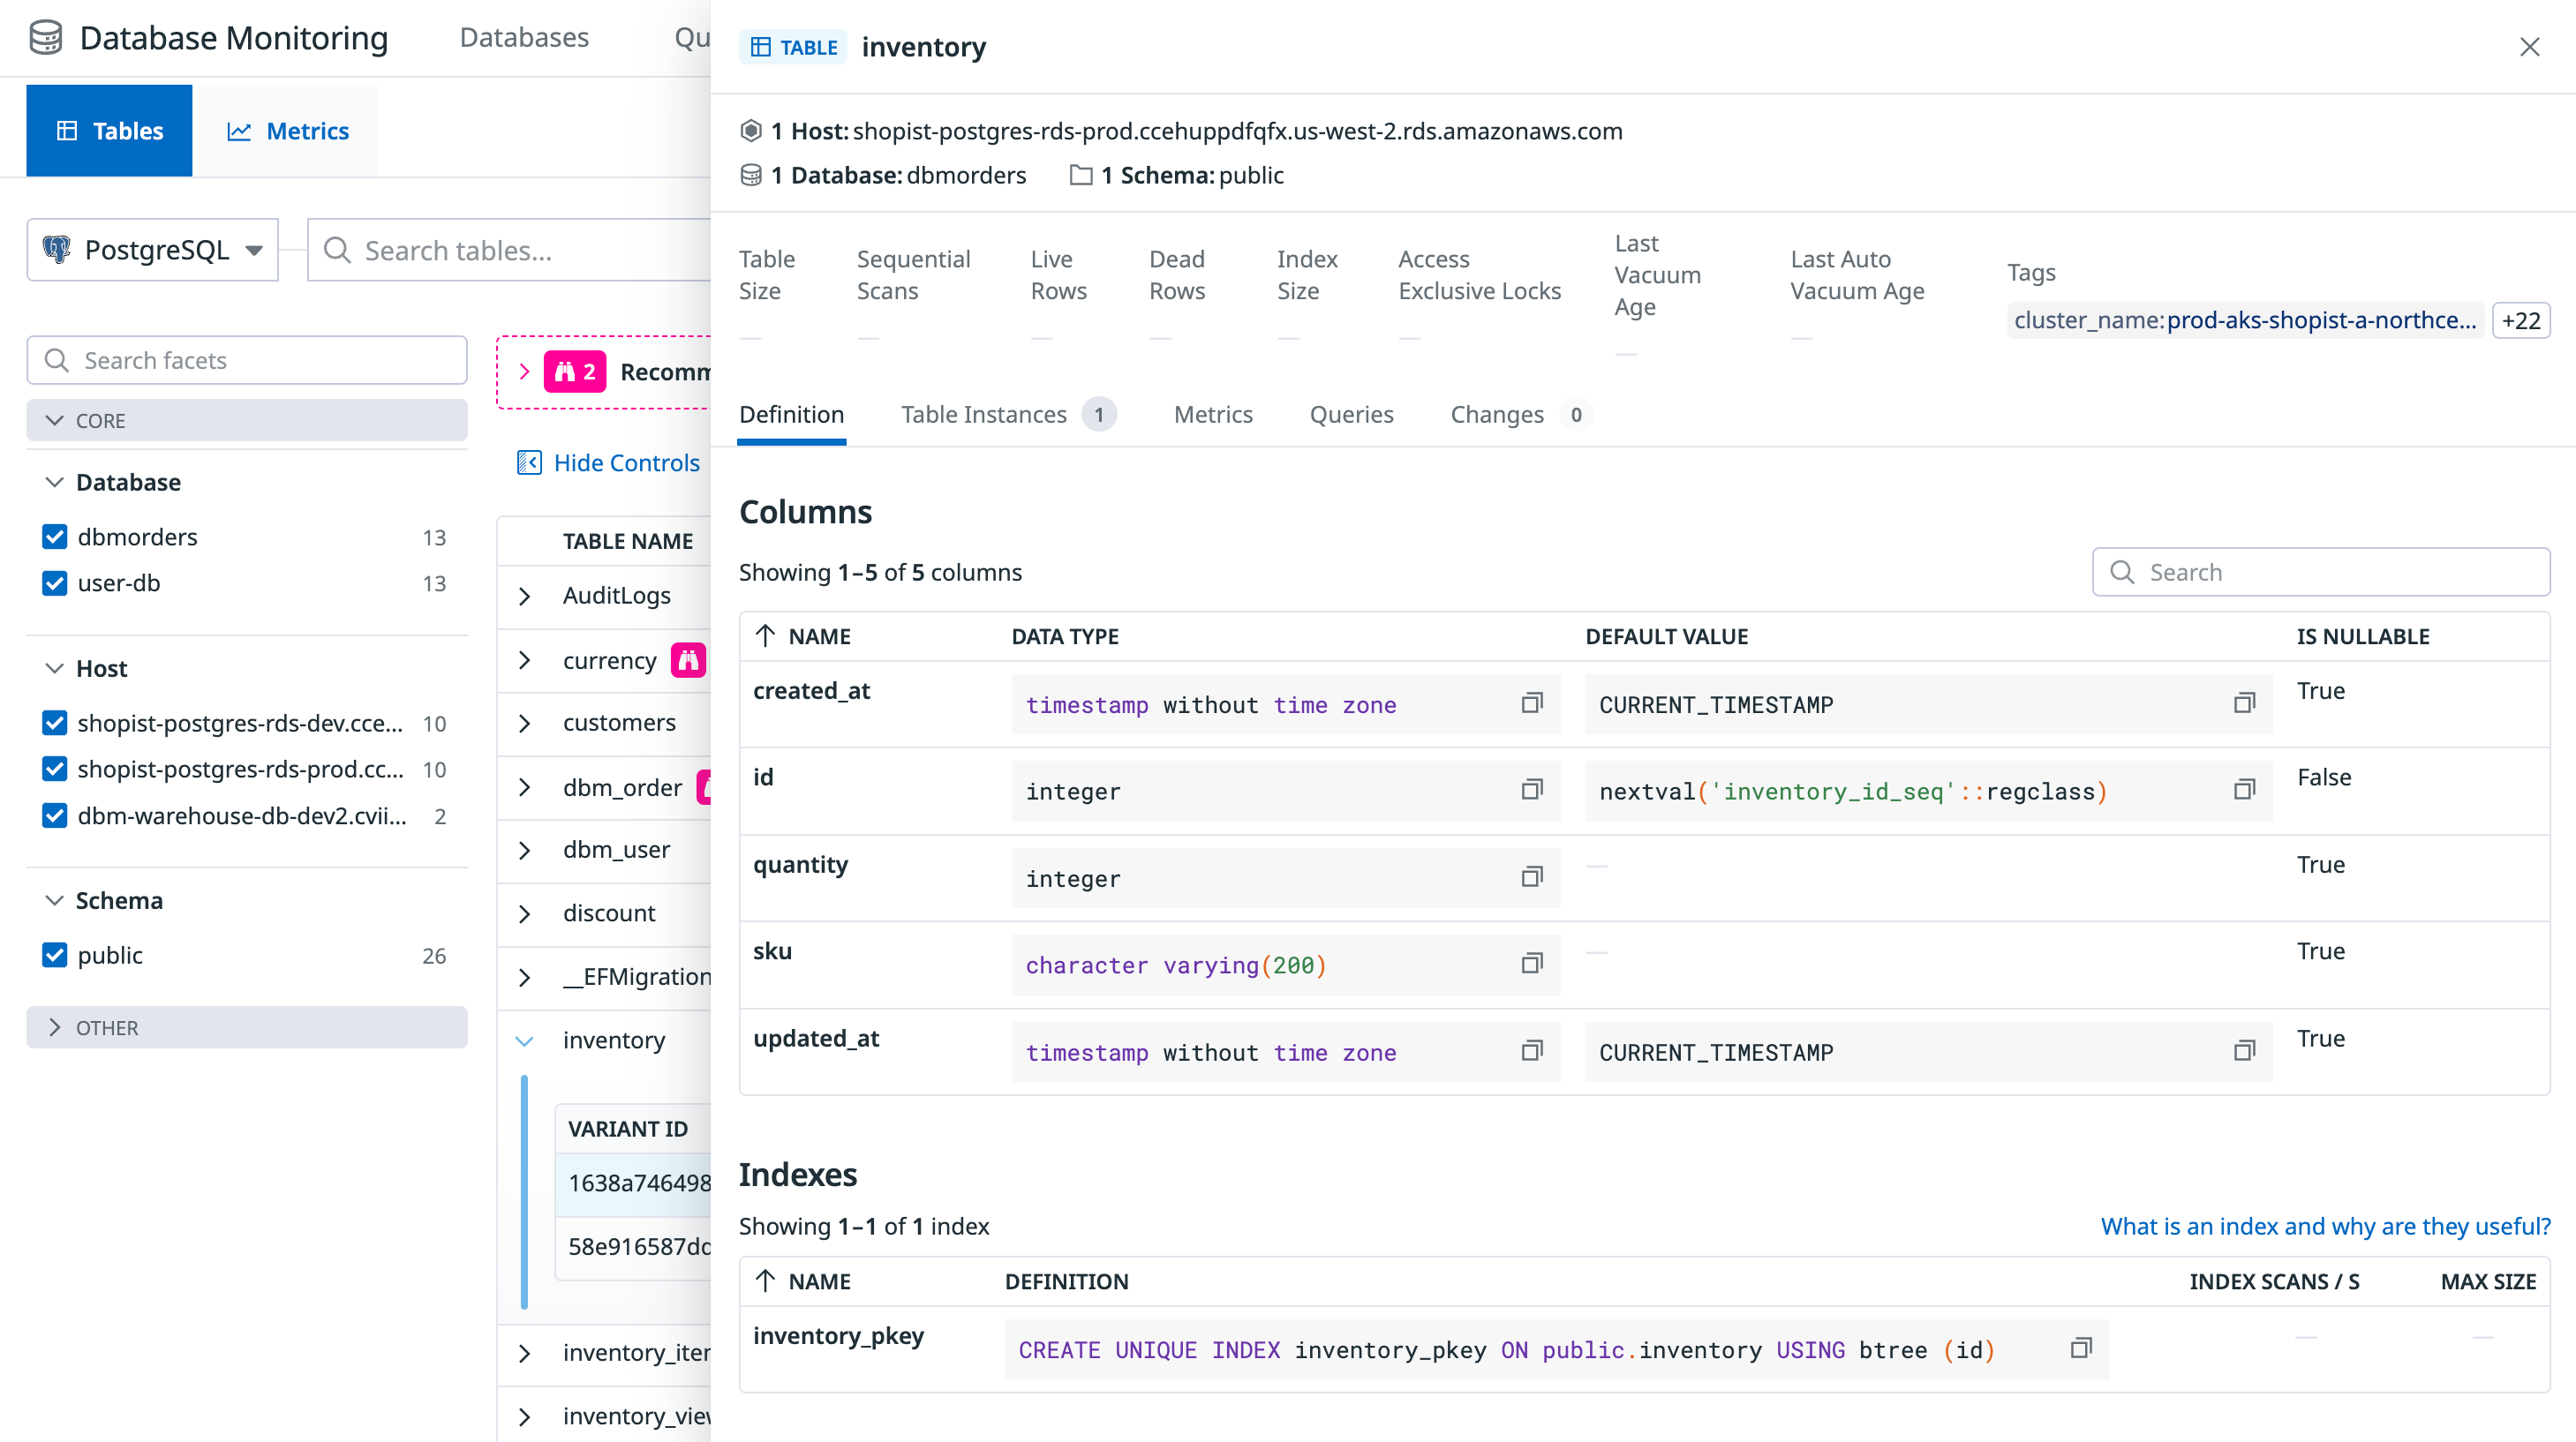 Database Monitoring Databases Qu
Tables Metrics
PostgreSQL Search tables...
Search facets
CORE
Database
dbmorders 13
user-db 13
Host
shopist-postgres-rds-dev.cce... 10
shopist-postgres-rds-prod.cc... 10
dbm-warehouse-db-dev2.cvii... 2
Schema
public 26
OTHER
2 Recomm
Hide Controls
TABLE NAME
AuditLogs
currency
customers
dbm_order
dbm_user
discount
__EFMigration
inventory
VARIANT ID
1638a746498
58e916587dd
inventory_iter
inventory_view
TABLE inventory
1 Host: shopist-postgres-rds-prod.ccehuppdfqfx.us-west-2.rds.amazonaws.com
1 Database: dbmorders 1 Schema: public
Table Size — Sequential Scans — Live Rows — Dead Rows — Index Size — Access Exclusive Locks — Last Vacuum Age — Last Auto Vacuum Age — Tags
cluster_name:prod-aks-shopist-a-northce... +22
Definition Table Instances 1 Metrics Queries Changes 0
Columns
Showing 1–5 of 5 columns Search
NAME DATA TYPE DEFAULT VALUE IS NULLABLE
created_at timestamp without time zone CURRENT_TIMESTAMP True
id integer nextval('inventory_id_seq'::regclass) False
quantity integer — True
sku character varying(200) — True
updated_at timestamp without time zone CURRENT_TIMESTAMP True
Indexes
Showing 1–1 of 1 index What is an index and why are they useful?
NAME DEFINITION INDEX SCANS / S MAX SIZE
inventory_pkey CREATE UNIQUE INDEX inventory_pkey ON public.inventory USING btree (id) — —